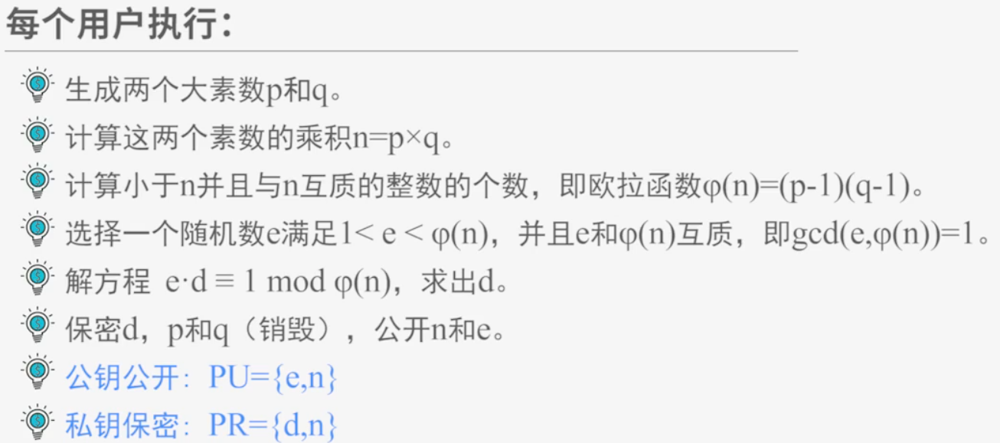 每个用户执行：
生成两个大素数p和q。
计算这两个素数的乘积n=p×q。
计算小于n并且与n互质的整数的个数，即欧拉函数φ(n)=(p-1)(q-1)。
选择一个随机数e满足1< e < φ(n)，并且e和φ(n)互质，即gcd(e,φ(n))=1。
解方程 e·d ≡ 1 mod φ(n)，求出d。
保密d，p和q（销毁），公开n和e。
公钥公开：PU={e,n}
私钥保密：PR={d,n}